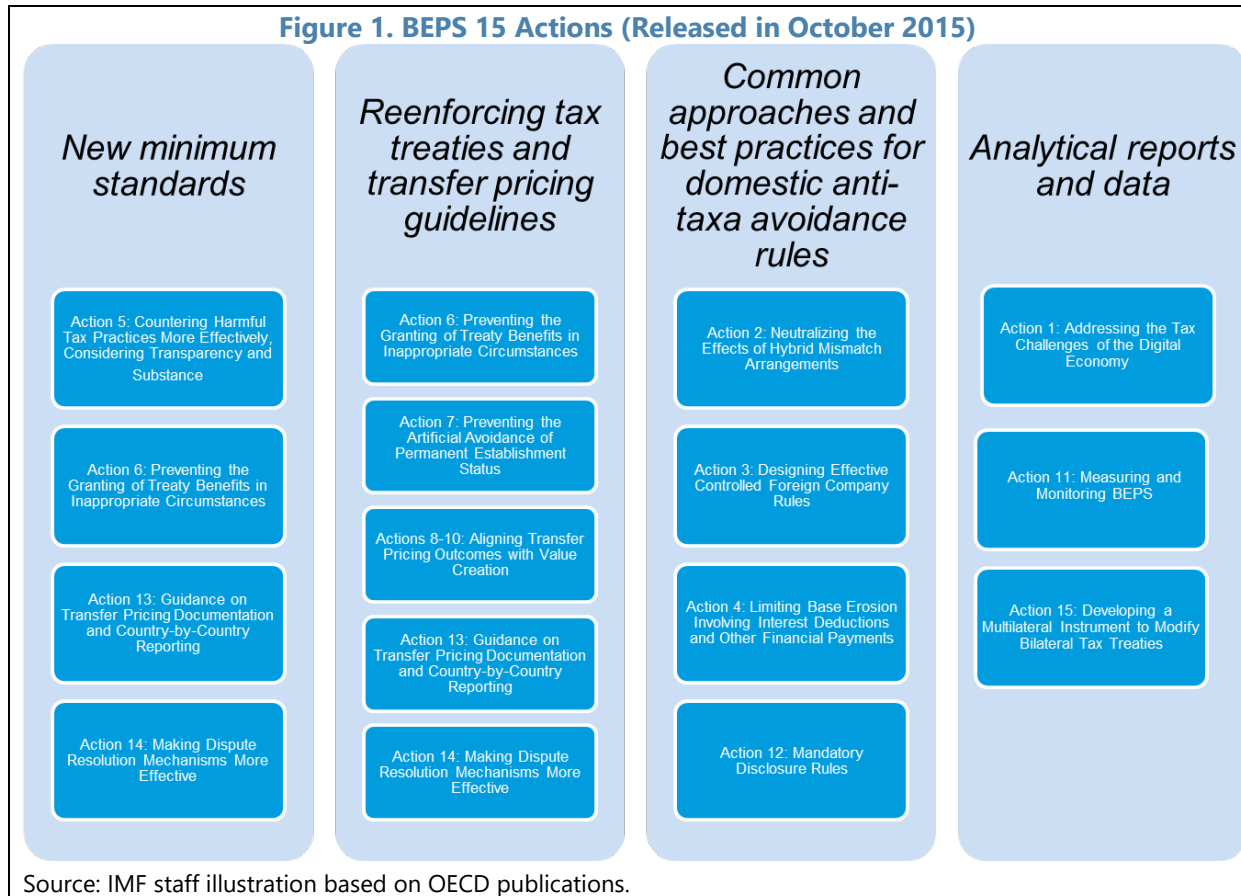 Figure 1. BEPS 15 Actions (Released in October 2015)
New minimum
standards
Action 5: Countering Harmful
Tax Practices More Effectively,
Considering Transparency and
Substance
Action 6: Preventing the
Granting of Treaty Benefits in
Inappropriate Circumstances
Action 13: Guidance on
Transfer Pricing Documentation
and Country-by-Country
Reporting
Action 14: Making Dispute
Resolution Mechanisms More
Effective
Reenforcing tax
treaties and
transfer pricing
guidelines
Action 6: Preventing the
Granting of Treaty Benefits in
Inappropriate Circumstances
Action 7: Preventing the
Artificial Avoidance of
Permanent Establishment
Status
Actions 8-10: Aligning Transfer
Pricing Outcomes with Value
Creation
Action 13: Guidance on
Transfer Pricing Documentation
and Country-by-Country
Reporting
Action 14: Making Dispute
Resolution Mechanisms More
Effective
Common
approaches and
best practices for
domestic anti-
taxa avoidance
rules
Action 2: Neutralizing the
Effects of Hybrid Mismatch
Arrangements
Action 3: Designing Effective
Controlled Foreign Company
Rules
Action 4: Limiting Base Erosion
Involving Interest Deductions
and Other Financial Payments
Action 12: Mandatory
Disclosure Rules
Analytical reports
and data
Action 1: Addressing the Tax
Challenges of the Digital
Economy
Action 11: Measuring and
Monitoring BEPS
Action 15: Developing a
Multilateral Instrument to Modify
Bilateral Tax Treaties
Source: IMF staff illustration based on OECD publications.